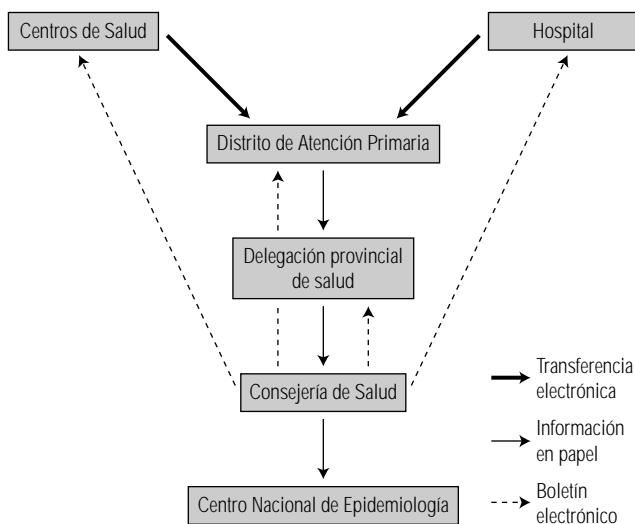 Centros de Salud
Hospital
Distrito de Atención Primaria
Delegación provincial
de salud
Consejería de Salud
Centro Nacional de Epidemiología
Transferencia
electrónica
Información
en papel
Boletín
electrónico